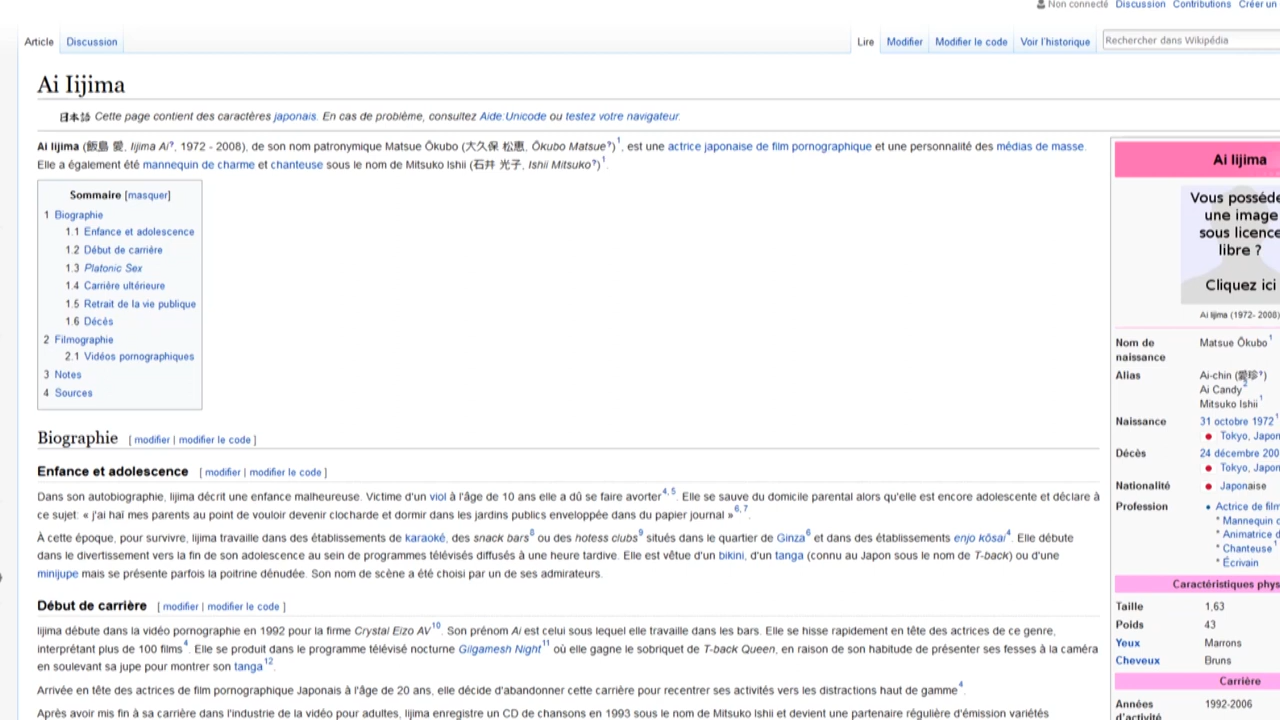 Non connecté Discussion Contributions Créer un
Article Discussion Lire Modifier Modifier le code Voir l'historique Rechercher dans Wikipédia
Ai Iijima
日本語 Cette page contient des caractères japonais. En cas de problème, consultez Aide:Unicode ou testez votre navigateur.
Ai Iijima (飯島 愛, Iijima Ai?, 1972 - 2008), de son nom patronymique Matsue Ōkubo (大久保 松恵, Ōkubo Matsue?)1, est une actrice japonaise de film pornographique et une personnalité des médias de masse.
Elle a également été mannequin de charme et chanteuse sous le nom de Mitsuko Ishii (石井 光子, Ishii Mitsuko?)1.
Sommaire [masquer]
1 Biographie
1.1 Enfance et adolescence
1.2 Début de carrière
1.3 Platonic Sex
1.4 Carrière ultérieure
1.5 Retrait de la vie publique
1.6 Décès
2 Filmographie
2.1 Vidéos pornographiques
3 Notes
4 Sources
Biographie [ modifier | modifier le code ]
Enfance et adolescence [ modifier | modifier le code ]
Dans son autobiographie, Iijima décrit une enfance malheureuse. Victime d'un viol à l'âge de 10 ans elle a dû se faire avorter4, 5. Elle se sauve du domicile parental alors qu'elle est encore adolescente et déclare à
ce sujet: « j'ai haï mes parents au point de vouloir devenir clocharde et dormir dans les jardins publics enveloppée dans du papier journal »6, 7.
À cette époque, pour survivre, Iijima travaille dans des établissements de karaoké, des snack bars8 ou des hotess clubs9 situés dans le quartier de Ginza6 et dans des établissements enjo kōsai4. Elle débute
dans le divertissement vers la fin de son adolescence au sein de programmes télévisés diffusés à une heure tardive. Elle est vêtue d'un bikini, d'un tanga (connu au Japon sous le nom de T-back) ou d'une
minijupe mais se présente parfois la poitrine dénudée. Son nom de scène a été choisi par un de ses admirateurs.
Début de carrière [ modifier | modifier le code ]
Iijima débute dans la vidéo pornographie en 1992 pour la firme Crystal Eizo AV10. Son prénom Ai est celui sous lequel elle travaille dans les bars. Elle se hisse rapidement en tête des actrices de ce genre,
interprétant plus de 100 films4. Elle se produit dans le programme télévisé nocturne Gilgamesh Night11 où elle gagne le sobriquet de T-back Queen, en raison de son habitude de présenter ses fesses à la caméra
en soulevant sa jupe pour montrer son tanga12.
Arrivée en tête des actrices de film pornographique Japonais à l'âge de 20 ans, elle décide d'abandonner cette carrière pour recentrer ses activités vers les distractions haut de gamme4.
Après avoir mis fin à sa carrière dans l'industrie de la vidéo pour adultes, Iijima enregistre un CD de chansons en 1993 sous le nom de Mitsuko Ishii et devient une partenaire régulière d'émission variétés
Ai Iijima
Vous posséde
une image
sous licence
libre ?
Cliquez ici
Ai Iijima (1972- 2008)
Nom de naissance Matsue Ōkubo1
Alias Ai-chin (愛珍?)
Ai Candy2
Mitsuko Ishii1
Naissance 31 octobre 19721
Tokyo, Japon
Décès 24 décembre 200
Tokyo, Japon
Nationalité Japonaise
Profession • Actrice de film
* Mannequin
* Animatrice d
* Chanteuse1
* Écrivain
Caractéristiques phys
Taille 1,63
Poids 43
Yeux Marrons
Cheveux Bruns
Carrière
Années d'activité 1992-2006